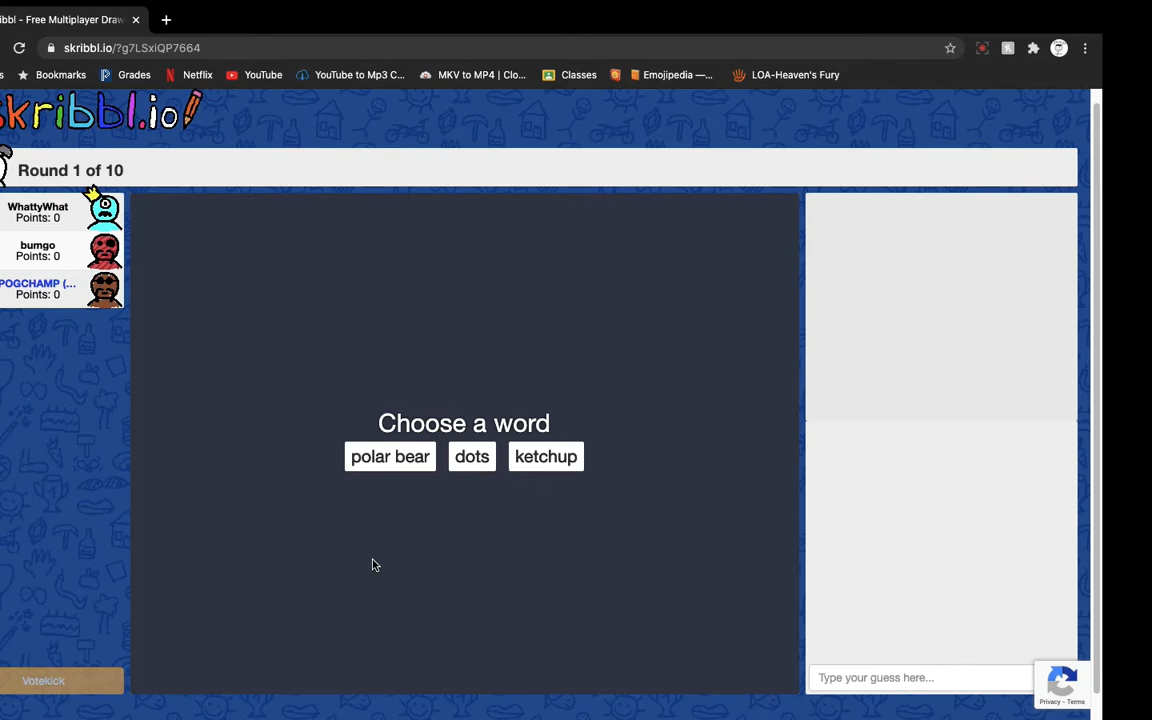 ibbl - Free Multiplayer Draw
skribbl.io/?g7LSxiQP7664
s Bookmarks Grades Netflix YouTube YouTube to Mp3 C... MKV to MP4 | Clo... Classes Emojipedia —... LOA-Heaven's Fury
skribbl.io
Round 1 of 10
WhattyWhat
Points: 0
bumgo
Points: 0
POGCHAMP (...
Points: 0
Choose a word
polar bear dots ketchup
Votekick
Type your guess here...
Privacy - Terms